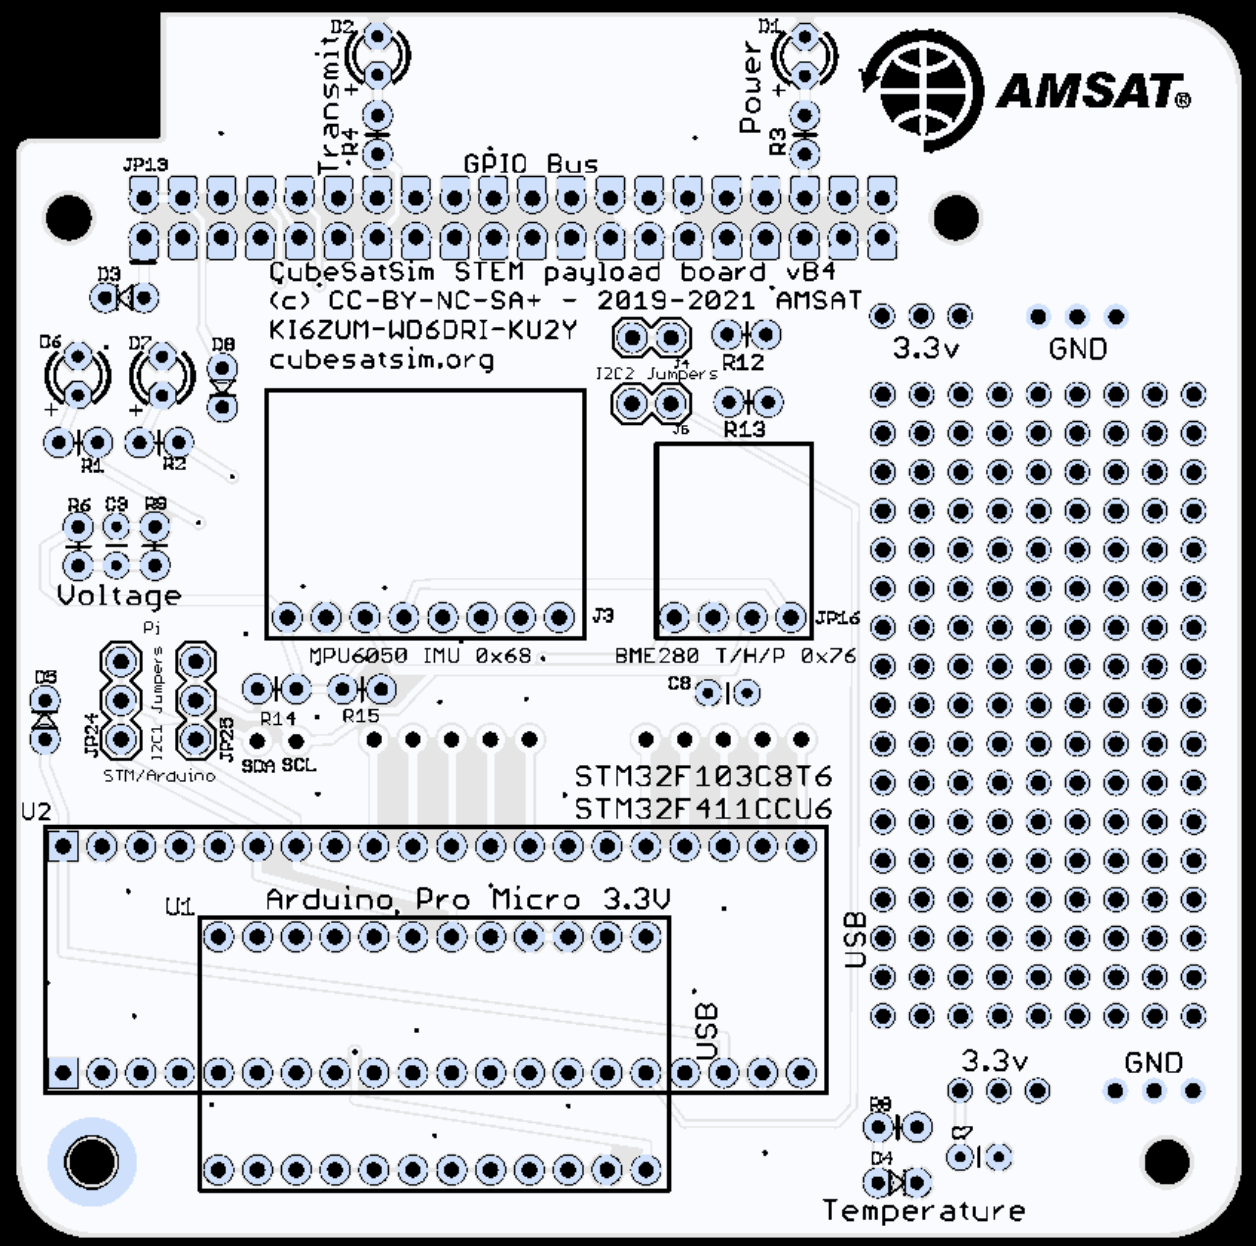 D2
D1
Transmit
Power
+
+
R4
R3
AMSAT®
JP13
GPIO Bus
CubeSatSim STEM payload board vB4
(c) CC-BY-NC-SA+ - 2019-2021 AMSAT
KI6ZUM-WD6DRI-KU2Y
cubesatsim.org
D3
D6
D7
D8
+
+
R1
R2
J4
R12
I2C2 Jumpers
J6
R13
3.3v
GND
R6
C9
R9
Voltage
J3
JP16
MPU6050 IMU 0x68
BME280 T/H/P 0x76
C8
Pi
I2C1 Jumpers
D5
JP24
JP25
STM/Arduino
R14
R15
SDA
SCL
STM32F103C8T6
STM32F411CCU6
U2
U1
Arduino Pro Micro 3.3V
USB
USB
3.3v
GND
R8
C7
D4
Temperature